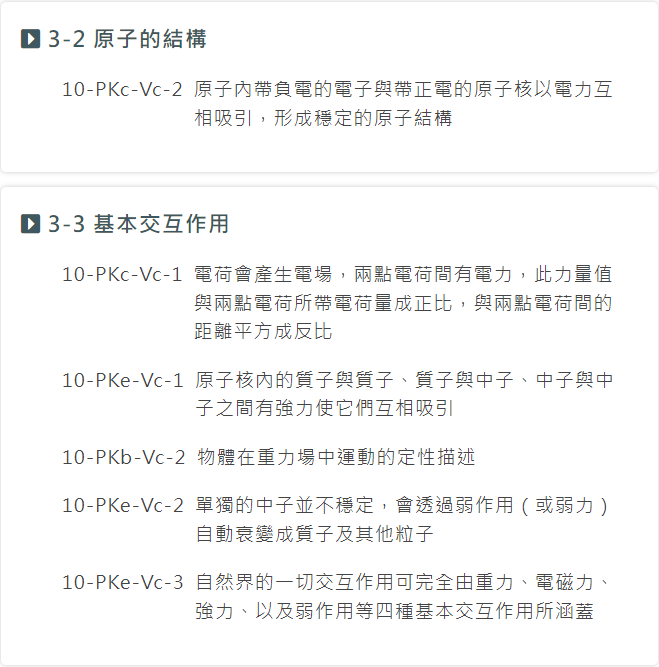 3-2 原子的結構
10-PKc-Vc-2 原子內帶負電的電子與帶正電的原子核以電力互
相吸引，形成穩定的原子結構
3-3 基本交互作用
10-PKc-Vc-1 電荷會產生電場，兩點電荷間有電力，此力量值
與兩點電荷所帶電荷量成正比，與兩點電荷間的
距離平方成反比
10-PKe-Vc-1 原子核內的質子與質子、質子與中子、中子與中
子之間有強力使它們互相吸引
10-PKb-Vc-2 物體在重力場中運動的定性描述
10-PKe-Vc-2 單獨的中子並不穩定，會透過弱作用（或弱力）
自動衰變成質子及其他粒子
10-PKe-Vc-3 自然界的一切交互作用可完全由重力、電磁力、
強力、以及弱作用等四種基本交互作用所涵蓋